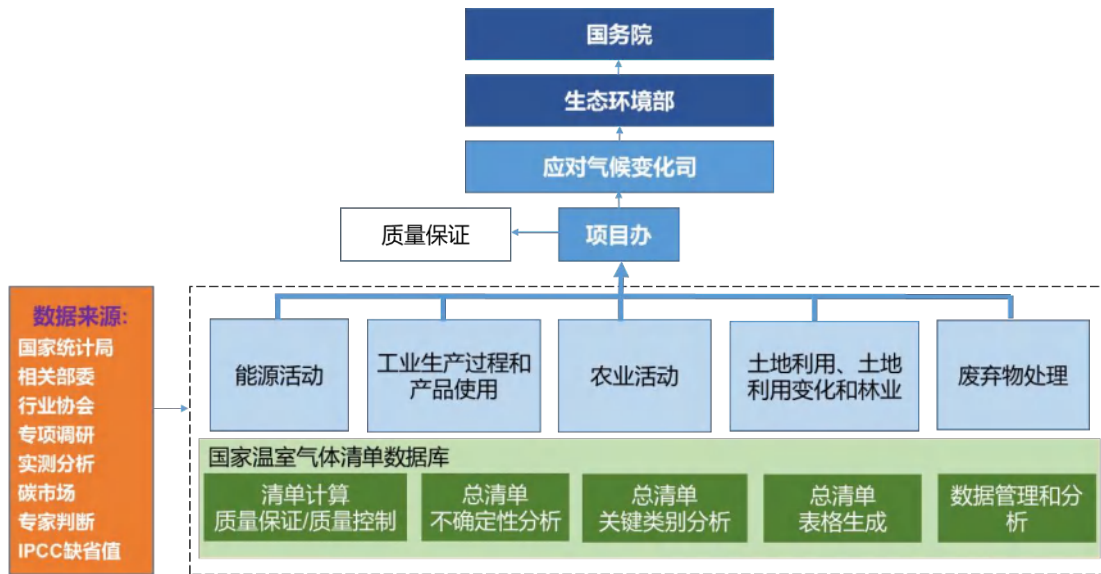 国务院
生态环境部
应对气候变化司
质量保证
项目办
数据来源:
国家统计局
相关部委
行业协会
专项调研
实测分析
碳市场
专家判断
IPCC缺省值
能源活动
工业生产过程和
产品使用
农业活动
土地利用、土地
利用变化和林业
废弃物处理
国家温室气体清单数据库
清单计算
质量保证/质量控制
总清单
不确定性分析
总清单
关键类别分析
总清单
表格生成
数据管理和分
析